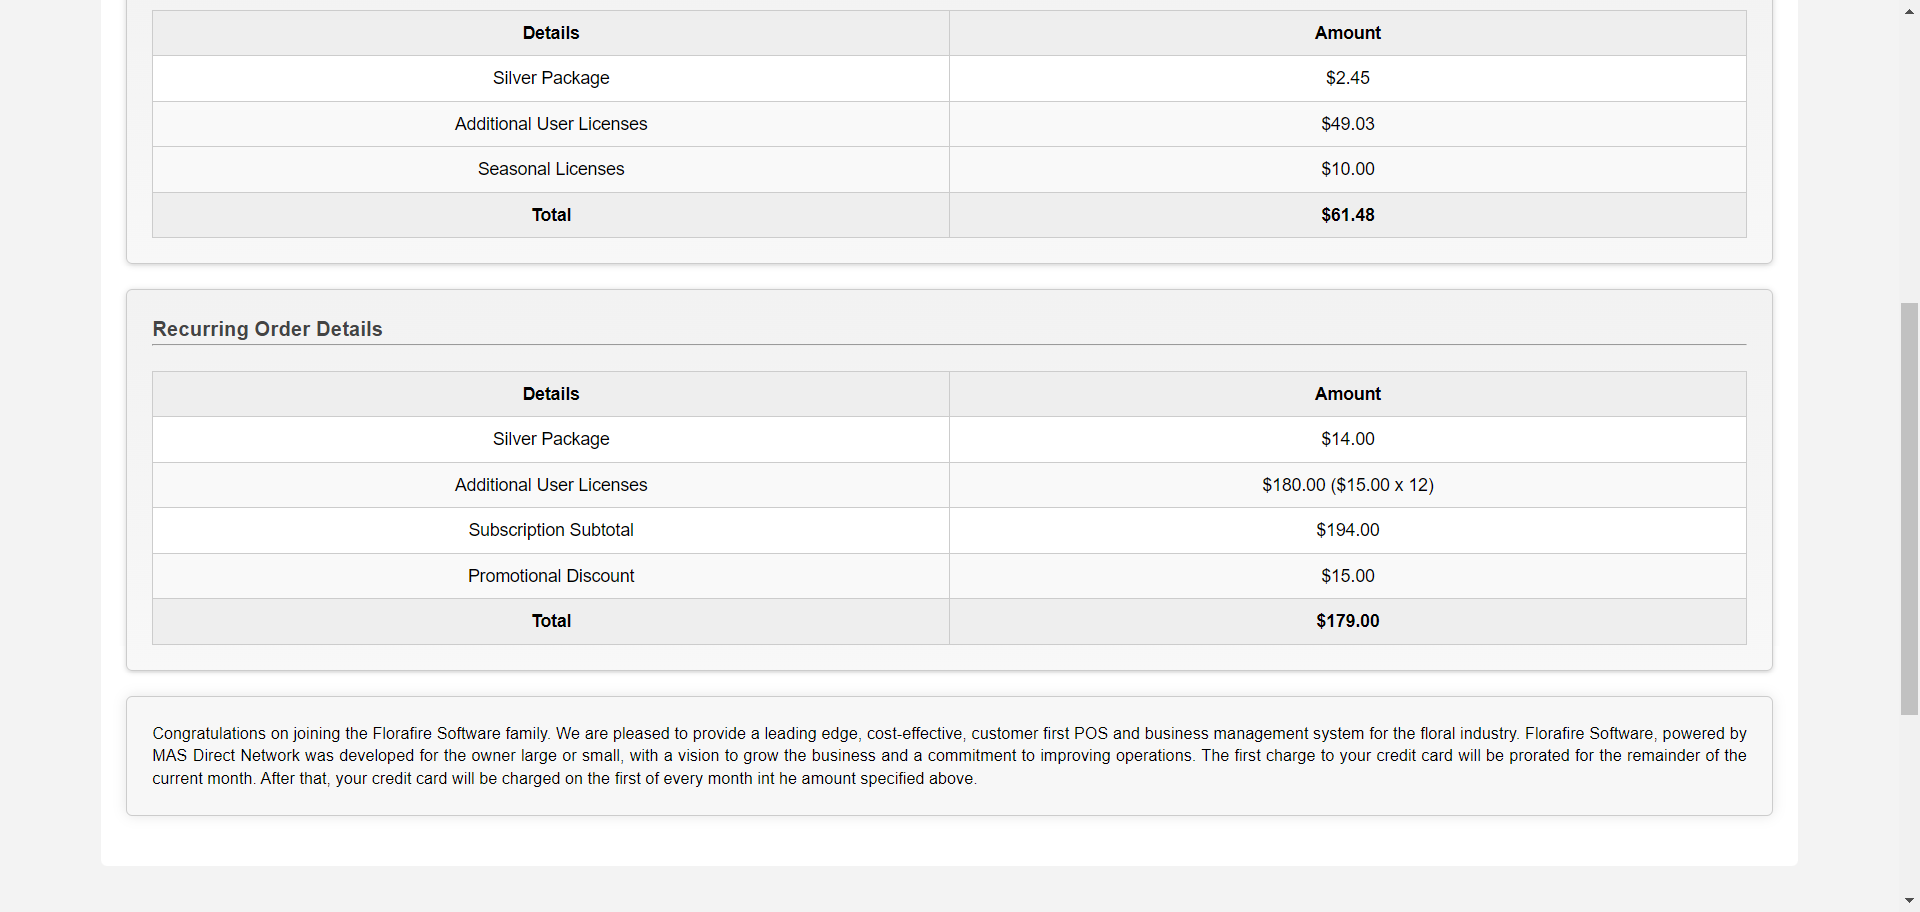 Details Amount
Silver Package $2.45
Additional User Licenses $49.03
Seasonal Licenses $10.00
Total $61.48
Recurring Order Details
Details Amount
Silver Package $14.00
Additional User Licenses $180.00 ($15.00 x 12)
Subscription Subtotal $194.00
Promotional Discount $15.00
Total $179.00
Congratulations on joining the Florafire Software family. We are pleased to provide a leading edge, cost-effective, customer first POS and business management system for the floral industry. Florafire Software, powered by
MAS Direct Network was developed for the owner large or small, with a vision to grow the business and a commitment to improving operations. The first charge to your credit card will be prorated for the remainder of the
current month. After that, your credit card will be charged on the first of every month int he amount specified above.